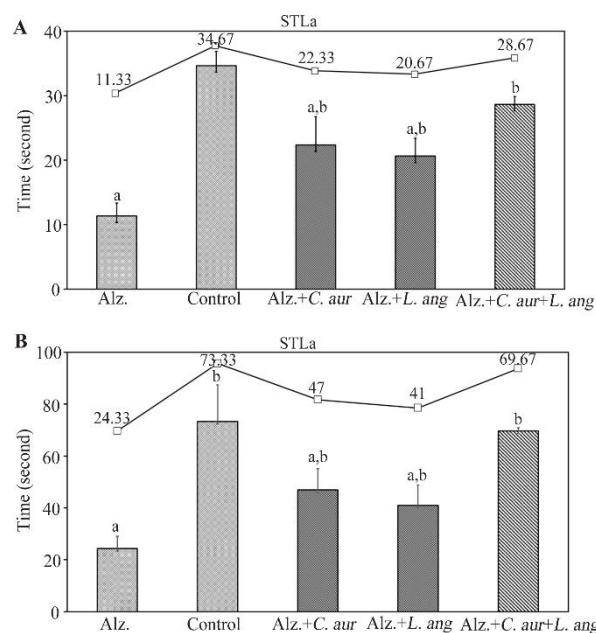 A
STLa
40
30
20
10
0
Time (second)
11.33
34.67
22.33
20.67
28.67
a
a,b
a,b
b
Alz.
Control
Alz.+C. aur
Alz.+L. ang
Alz.+C. aur+L. ang
B
STLa
100
80
60
40
20
0
Time (second)
24.33
73.33
47
41
69.67
a
b
a,b
a,b
b
Alz.
Control
Alz.+C. aur
Alz.+L. ang
Alz.+C. aur+L. ang